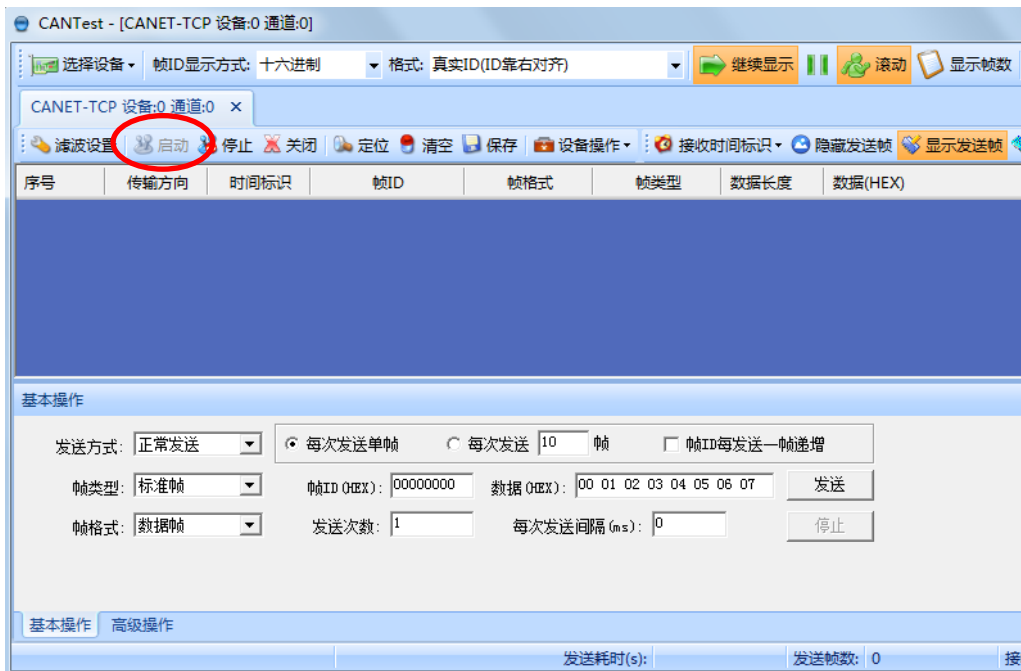 CANTest - [CANET-TCP 设备:0 通道:0]
选择设备 帧ID显示方式: 十六进制 格式: 真实ID(ID靠右对齐) 继续显示 滚动 显示帧数
CANET-TCP 设备:0 通道:0 ×
滤波设置 启动 停止 关闭 定位 清空 保存 设备操作 接收时间标识 隐藏发送帧 显示发送帧
序号 传输方向 时间标识 帧ID 帧格式 帧类型 数据长度 数据(HEX)
基本操作
发送方式: 正常发送 每次发送单帧 每次发送 10 帧 帧ID每发送一帧递增
帧类型: 标准帧 帧ID(HEX): 00000000 数据(HEX): 00 01 02 03 04 05 06 07 发送
帧格式: 数据帧 发送次数: 1 每次发送间隔(ms): 0 停止
基本操作 高级操作
发送耗时(s): 发送帧数: 0 接